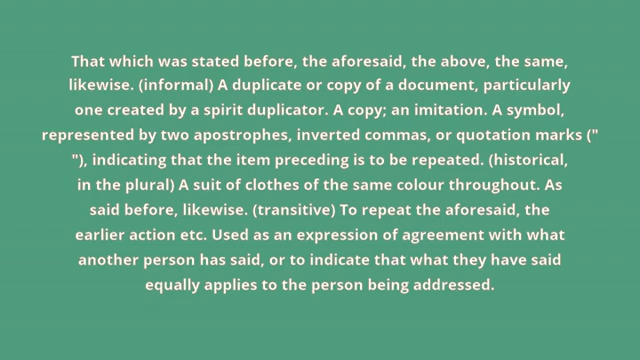 That which was stated before, the aforesaid, the above, the same,
likewise. (informal) A duplicate or copy of a document, particularly
one created by a spirit duplicator. A copy; an imitation. A symbol,
represented by two apostrophes, inverted commas, or quotation marks ("
"), indicating that the item preceding is to be repeated. (historical,
in the plural) A suit of clothes of the same colour throughout. As
said before, likewise. (transitive) To repeat the aforesaid, the
earlier action etc. Used as an expression of agreement with what
another person has said, or to indicate that what they have said
equally applies to the person being addressed.